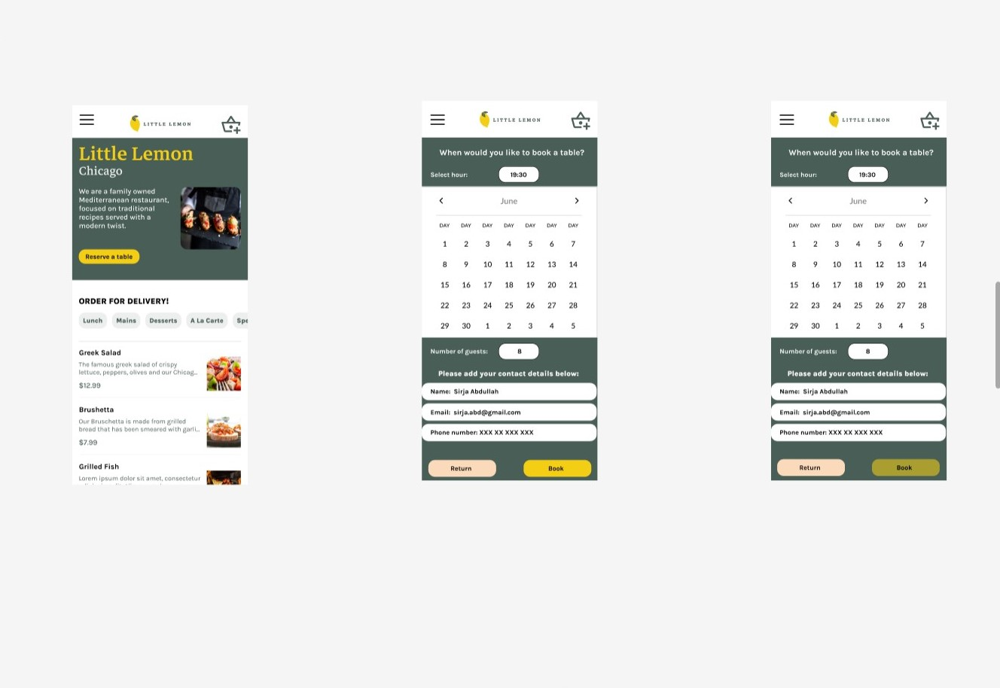 LITTLE LEMON
Little Lemon
Chicago
We are a family owned
Mediterranean restaurant,
focused on traditional
recipes served with a
modern twist.
Reserve a table
ORDER FOR DELIVERY!
Lunch Mains Desserts A La Carte Spe
Greek Salad
The famous greek salad of crispy
lettuce, peppers, olives and our Chicag...
$12.99
Brushetta
Our Bruschetta is made from grilled
bread that has been smeared with garli...
$7.99
Grilled Fish
Lorem ipsum dolor sit amet, consectetur
LITTLE LEMON
When would you like to book a table?
Select hour: 19:30
June
DAY DAY DAY DAY DAY DAY DAY
1 2 3 4 5 6 7
8 9 10 11 12 13 14
15 16 17 18 19 20 21
22 23 24 25 26 27 28
29 30 1 2 3 4 5
Number of guests: 8
Please add your contact details below:
Name: Sirja Abdullah
Email: sirja.abd@gmail.com
Phone number: XXX XX XXX XXX
Return Book
LITTLE LEMON
When would you like to book a table?
Select hour: 19:30
June
DAY DAY DAY DAY DAY DAY DAY
1 2 3 4 5 6 7
8 9 10 11 12 13 14
15 16 17 18 19 20 21
22 23 24 25 26 27 28
29 30 1 2 3 4 5
Number of guests: 8
Please add your contact details below:
Name: Sirja Abdullah
Email: sirja.abd@gmail.com
Phone number: XXX XX XXX XXX
Return Book